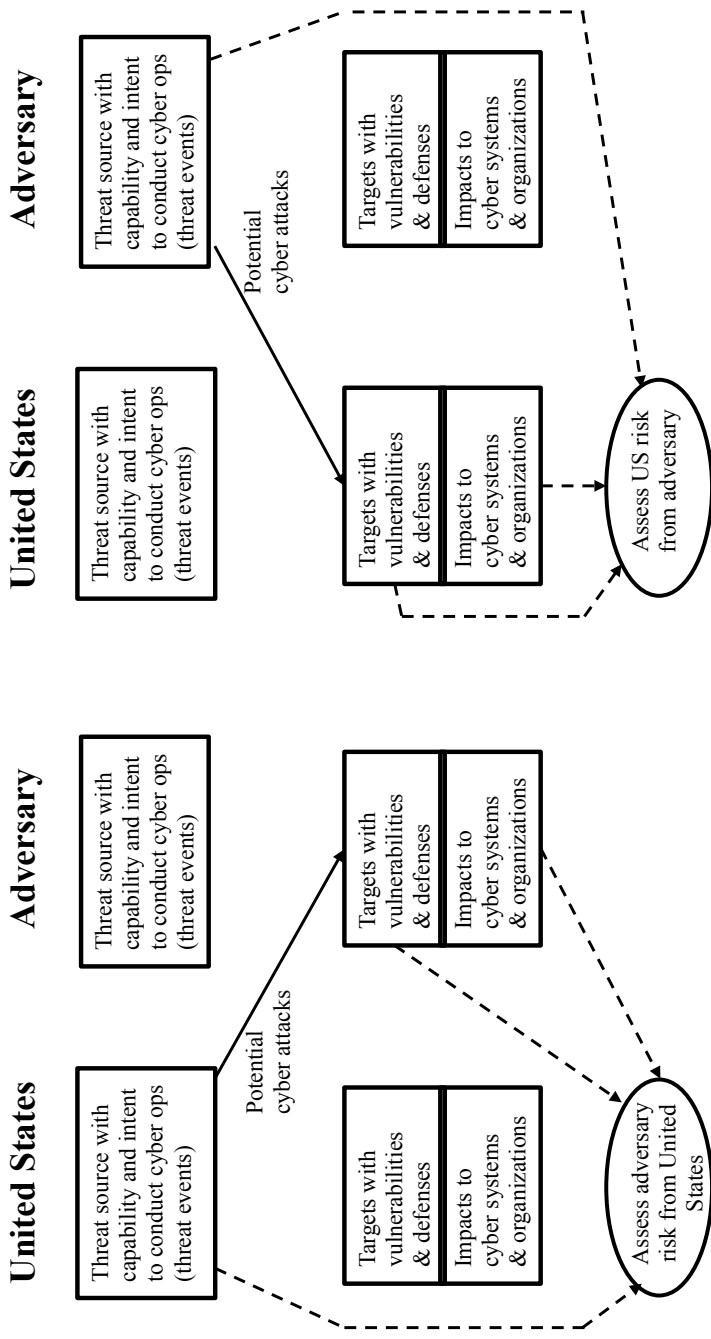 United States
Adversary
United States
Adversary
Threat source with
capability and intent
to conduct cyber ops
(threat events)
Threat source with
capability and intent
to conduct cyber ops
(threat events)
Threat source with
capability and intent
to conduct cyber ops
(threat events)
Threat source with
capability and intent
to conduct cyber ops
(threat events)
Potential
cyber attacks
Potential
cyber attacks
Targets with
vulnerabilities
& defenses
Impacts to
cyber systems
& organizations
Targets with
vulnerabilities
& defenses
Impacts to
cyber systems
& organizations
Targets with
vulnerabilities
& defenses
Impacts to
cyber systems
& organizations
Targets with
vulnerabilities
& defenses
Impacts to
cyber systems
& organizations
Assess adversary
risk from United
States
Assess US risk
from adversary